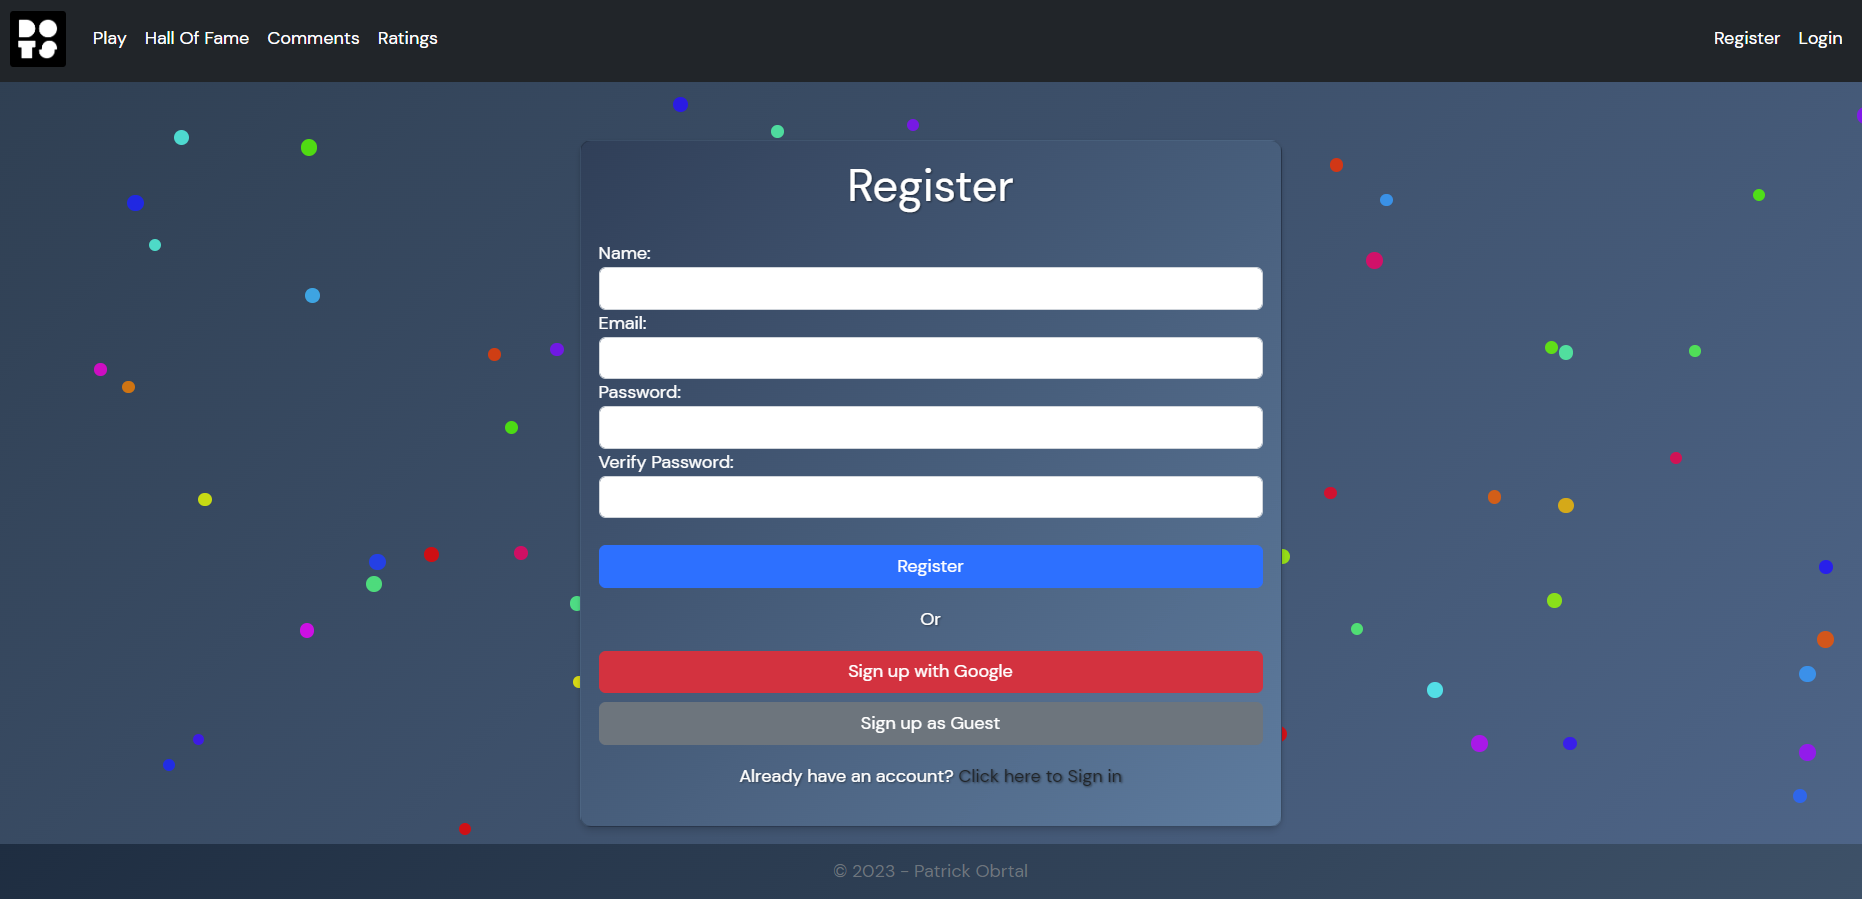 DOTS
Play Hall Of Fame Comments Ratings Register Login
Register
Name:
Email:
Password:
Verify Password:
Register
Or
Sign up with Google
Sign up as Guest
Already have an account? Click here to Sign in
© 2023 - Patrick Obrtal